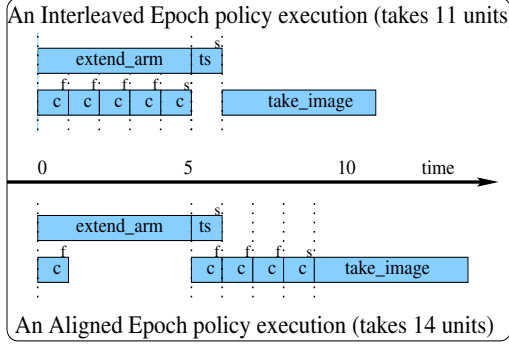 An Interleaved Epoch policy execution (takes 11 units
s
extend_arm ts
f f f f s
c c c c c take_image
0 5 10 time
s
extend_arm ts
f f f f s
c c c c c take_image
An Aligned Epoch policy execution (takes 14 units)